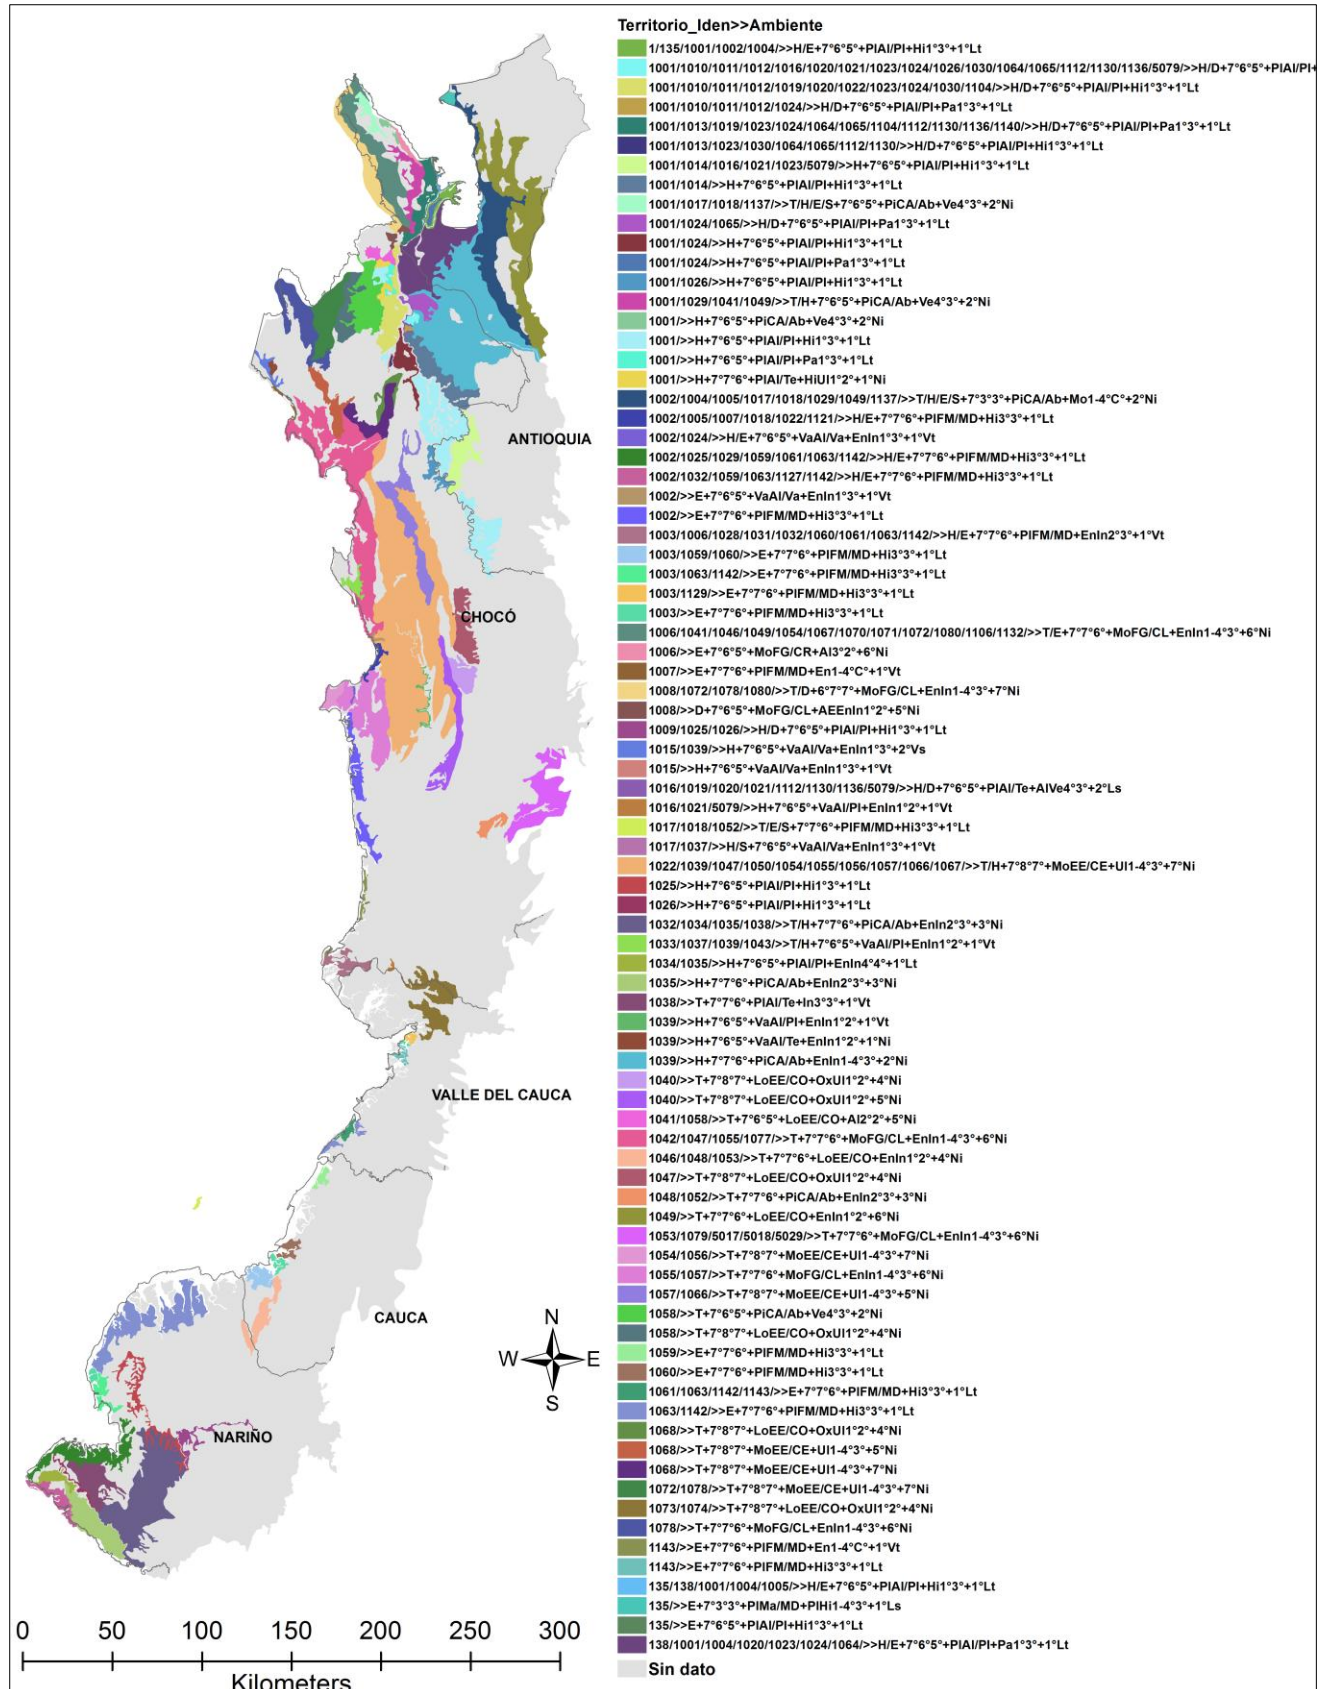 Territorio_Iden>>Ambiente
1/135/1001/1002/1004/>>H/E+7°6°5°+PlAl/Pl+Hi1°3°+1°Lt
1001/1010/1011/1012/1016/1020/1021/1023/1024/1026/1030/1064/1065/1112/1130/1136/5079/>>H/D+7°6°5°+PlAl/Pl+
1001/1010/1011/1012/1019/1020/1022/1023/1024/1030/1104/>>H/D+7°6°5°+PlAl/Pl+Hi1°3°+1°Lt
1001/1010/1011/1012/1024/>>H/D+7°6°5°+PlAl/Pl+Pa1°3°+1°Lt
1001/1013/1019/1023/1024/1064/1065/1104/1112/1130/1136/1140/>>H/D+7°6°5°+PlAl/Pl+Pa1°3°+1°Lt
1001/1013/1023/1030/1064/1065/1112/1130/>>H/D+7°6°5°+PlAl/Pl+Hi1°3°+1°Lt
1001/1014/1016/1021/1023/5079/>>H+7°6°5°+PlAl/Pl+Hi1°3°+1°Lt
1001/1014/>>H+7°6°5°+PlAl/Pl+Hi1°3°+1°Lt
1001/1017/1018/1137/>>T/H/E/S+7°6°5°+PiCA/Ab+Ve4°3°+2°Ni
1001/1024/1065/>>H/D+7°6°5°+PlAl/Pl+Pa1°3°+1°Lt
1001/1024/>>H+7°6°5°+PlAl/Pl+Hi1°3°+1°Lt
1001/1024/>>H+7°6°5°+PlAl/Pl+Pa1°3°+1°Lt
1001/1026/>>H+7°6°5°+PlAl/Pl+Hi1°3°+1°Lt
1001/1029/1041/1049/>>T/H+7°6°5°+PiCA/Ab+Ve4°3°+2°Ni
1001/>>H+7°6°5°+PiCA/Ab+Ve4°3°+2°Ni
1001/>>H+7°6°5°+PlAl/Pl+Hi1°3°+1°Lt
1001/>>H+7°6°5°+PlAl/Pl+Pa1°3°+1°Lt
1001/>>H+7°7°6°+PlAl/Te+HiUl1°2°+1°Ni
1002/1004/1005/1017/1018/1029/1049/1137/>>T/H/E/S+7°3°3°+PiCA/Ab+Mo1-4°C°+2°Ni
1002/1005/1007/1018/1022/1121/>>H/E+7°7°6°+PlFM/MD+Hi3°3°+1°Lt
1002/1024/>>H/E+7°6°5°+VaAl/Va+EnIn1°3°+1°Vt
1002/1025/1029/1059/1061/1063/1142/>>H/E+7°7°6°+PlFM/MD+Hi3°3°+1°Lt
1002/1032/1059/1063/1127/1142/>>H/E+7°7°6°+PlFM/MD+Hi3°3°+1°Lt
1002/>>E+7°6°5°+VaAl/Va+EnIn1°3°+1°Vt
1002/>>E+7°7°6°+PlFM/MD+Hi3°3°+1°Lt
1003/1006/1028/1031/1032/1060/1061/1063/1142/>>H/E+7°7°6°+PlFM/MD+EnIn2°3°+1°Vt
1003/1059/1060/>>E+7°7°6°+PlFM/MD+Hi3°3°+1°Lt
1003/1063/1142/>>E+7°7°6°+PlFM/MD+Hi3°3°+1°Lt
1003/1129/>>E+7°7°6°+PlFM/MD+Hi3°3°+1°Lt
1003/>>E+7°7°6°+PlFM/MD+Hi3°3°+1°Lt
1006/1041/1046/1049/1054/1067/1070/1071/1072/1080/1106/1132/>>T/E+7°7°6°+MoFG/CL+EnIn1-4°3°+6°Ni
1006/>>E+7°6°5°+MoFG/CR+Al3°2°+6°Ni
1007/>>E+7°7°6°+PlFM/MD+En1-4°C°+1°Vt
1008/1072/1078/1080/>>T/D+6°7°7°+MoFG/CL+EnIn1-4°3°+7°Ni
1008/>>D+7°6°5°+MoFG/CL+AEEnIn1°2°+5°Ni
1009/1025/1026/>>H/D+7°6°5°+PlAl/Pl+Hi1°3°+1°Lt
1015/1039/>>H+7°6°5°+VaAl/Va+EnIn1°3°+2°Vs
1015/>>H+7°6°5°+VaAl/Va+EnIn1°3°+1°Vt
1016/1019/1020/1021/1112/1130/1136/5079/>>H/D+7°6°5°+PlAl/Te+AlVe4°3°+2°Ls
1016/1021/5079/>>H+7°6°5°+VaAl/Pl+EnIn1°2°+1°Vt
1017/1018/1052/>>T/E/S+7°7°6°+PlFM/MD+Hi3°3°+1°Lt
1017/1037/>>H/S+7°6°5°+VaAl/Va+EnIn1°3°+1°Vt
1022/1039/1047/1050/1054/1055/1056/1057/1066/1067/>>T/H+7°8°7°+MoEE/CE+Ul1-4°3°+7°Ni
1025/>>H+7°6°5°+PlAl/Pl+Hi1°3°+1°Lt
1026/>>H+7°6°5°+PlAl/Pl+Hi1°3°+1°Lt
1032/1034/1035/1038/>>T/H+7°7°6°+PiCA/Ab+EnIn2°3°+3°Ni
1033/1037/1039/1043/>>T/H+7°6°5°+VaAl/Pl+EnIn1°2°+1°Vt
1034/1035/>>H+7°6°5°+PlAl/Pl+EnIn4°4°+1°Lt
1035/>>H+7°7°6°+PiCA/Ab+EnIn2°3°+3°Ni
1038/>>T+7°7°6°+PlAl/Te+In3°3°+1°Vt
1039/>>H+7°6°5°+VaAl/Pl+EnIn1°2°+1°Vt
1039/>>H+7°6°5°+VaAl/Te+EnIn1°2°+1°Ni
1039/>>H+7°7°6°+PiCA/Ab+EnIn1-4°3°+2°Ni
1040/>>T+7°8°7°+LoEE/CO+OxUl1°2°+4°Ni
1040/>>T+7°8°7°+LoEE/CO+OxUl1°2°+5°Ni
1041/1058/>>T+7°6°5°+LoEE/CO+Al2°2°+5°Ni
1042/1047/1055/1077/>>T+7°7°6°+MoFG/CL+EnIn1-4°3°+6°Ni
1046/1048/1053/>>T+7°7°6°+LoEE/CO+EnIn1°2°+4°Ni
1047/>>T+7°8°7°+LoEE/CO+OxUl1°2°+4°Ni
1048/1052/>>T+7°7°6°+PiCA/Ab+EnIn2°3°+3°Ni
1049/>>T+7°7°6°+LoEE/CO+EnIn1°2°+6°Ni
1053/1079/5017/5018/5029/>>T+7°7°6°+MoFG/CL+EnIn1-4°3°+6°Ni
1054/1056/>>T+7°8°7°+MoEE/CE+Ul1-4°3°+7°Ni
1055/1057/>>T+7°7°6°+MoFG/CL+EnIn1-4°3°+6°Ni
1057/1066/>>T+7°8°7°+MoEE/CE+Ul1-4°3°+5°Ni
1058/>>T+7°6°5°+PiCA/Ab+Ve4°3°+2°Ni
1058/>>T+7°8°7°+LoEE/CO+OxUl1°2°+4°Ni
1059/>>E+7°7°6°+PlFM/MD+Hi3°3°+1°Lt
1060/>>E+7°7°6°+PlFM/MD+Hi3°3°+1°Lt
1061/1063/1142/1143/>>E+7°7°6°+PlFM/MD+Hi3°3°+1°Lt
1063/1142/>>E+7°7°6°+PlFM/MD+Hi3°3°+1°Lt
1068/>>T+7°8°7°+LoEE/CO+OxUl1°2°+4°Ni
1068/>>T+7°8°7°+MoEE/CE+Ul1-4°3°+5°Ni
1068/>>T+7°8°7°+MoEE/CE+Ul1-4°3°+7°Ni
1072/1078/>>T+7°8°7°+MoEE/CE+Ul1-4°3°+7°Ni
1073/1074/>>T+7°8°7°+LoEE/CO+OxUl1°2°+4°Ni
1078/>>T+7°7°6°+MoFG/CL+EnIn1-4°3°+6°Ni
1143/>>E+7°7°6°+PlFM/MD+En1-4°C°+1°Vt
1143/>>E+7°7°6°+PlFM/MD+Hi3°3°+1°Lt
135/138/1001/1004/1005/>>H/E+7°6°5°+PlAl/Pl+Hi1°3°+1°Lt
135/>>E+7°3°3°+PlMa/MD+PlHi1-4°3°+1°Ls
135/>>E+7°6°5°+PlAl/Pl+Hi1°3°+1°Lt
138/1001/1004/1020/1023/1024/1064/>>H/E+7°6°5°+PlAl/Pl+Pa1°3°+1°Lt
Sin dato
ANTIOQUIA
CHOCÓ
VALLE DEL CAUCA
CAUCA
NARIÑO
N
W E
S
0 50 100 150 200 250 300
Kilometers